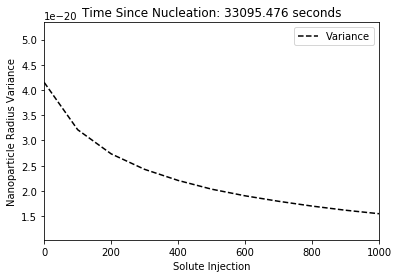 Time Since Nucleation: 33095.476 seconds
1e−20
5.0
4.5
4.0
3.5
3.0
2.5
2.0
1.5
Nanoparticle Radius Variance
Variance
0 200 400 600 800 1000
Solute Injection